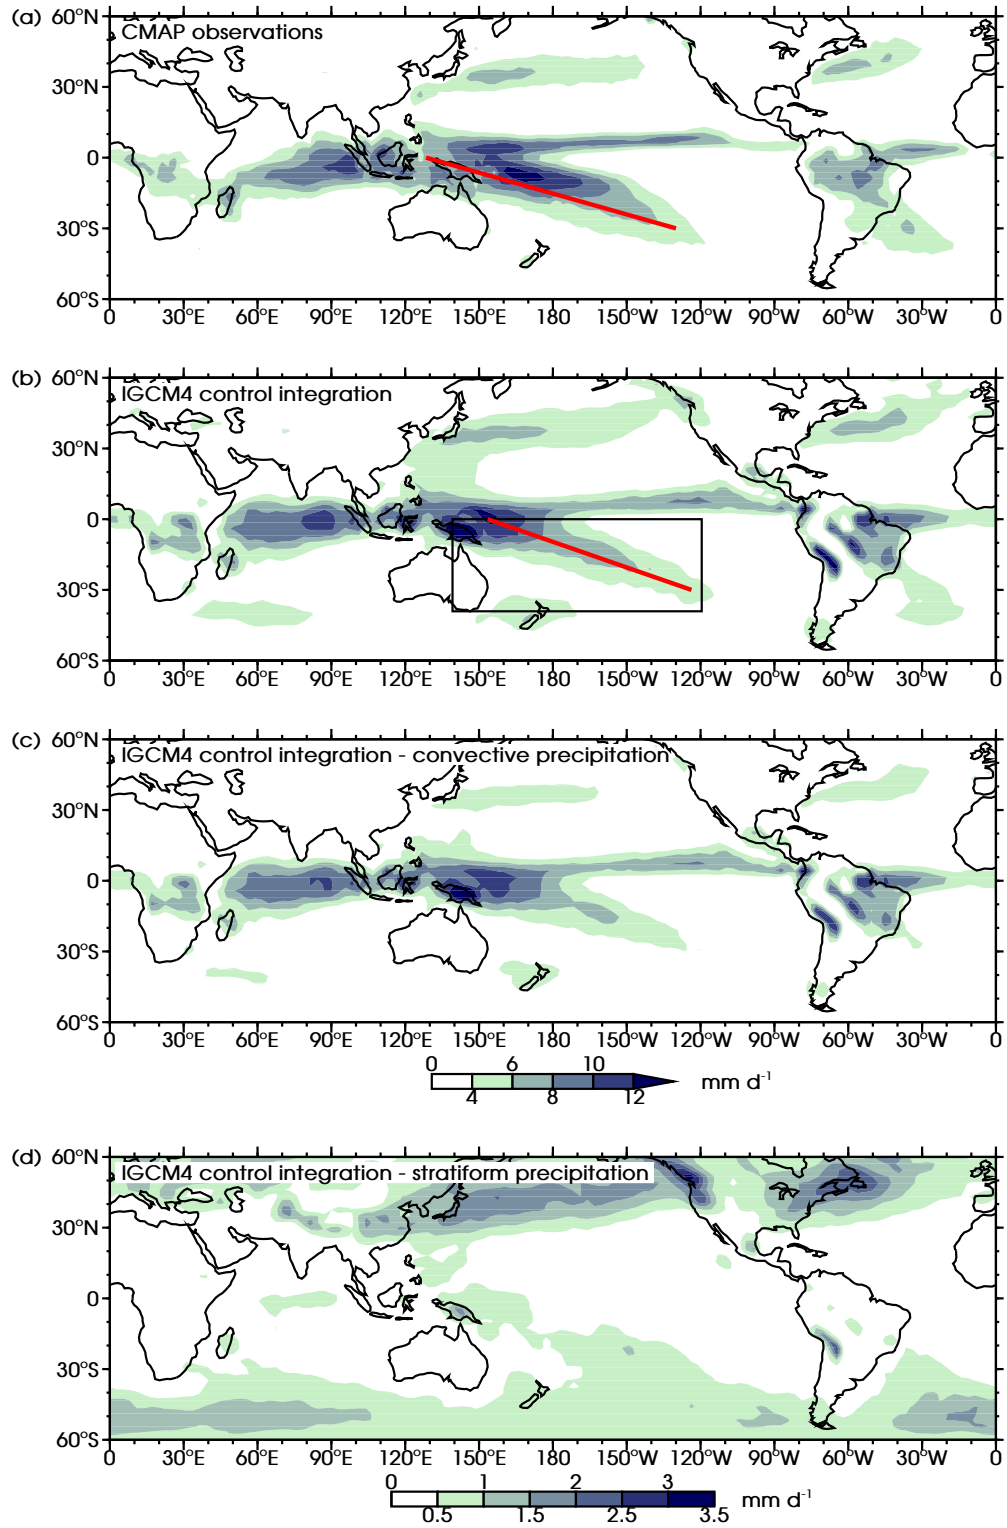 (a)
CMAP observations
60°N
30°N
0
30°S
60°S
0 30°E 60°E 90°E 120°E 150°E 180 150°W 120°W 90°W 60°W 30°W 0
(b)
IGCM4 control integration
60°N
30°N
0
30°S
60°S
0 30°E 60°E 90°E 120°E 150°E 180 150°W 120°W 90°W 60°W 30°W 0
(c)
IGCM4 control integration - convective precipitation
60°N
30°N
0
30°S
60°S
0 30°E 60°E 90°E 120°E 150°E 180 150°W 120°W 90°W 60°W 30°W 0
0 6 10
mm d⁻¹
4 8 12
(d)
IGCM4 control integration - stratiform precipitation
60°N
30°N
0
30°S
60°S
0 30°E 60°E 90°E 120°E 150°E 180 150°W 120°W 90°W 60°W 30°W 0
0 1 2 3
mm d⁻¹
0.5 1.5 2.5 3.5